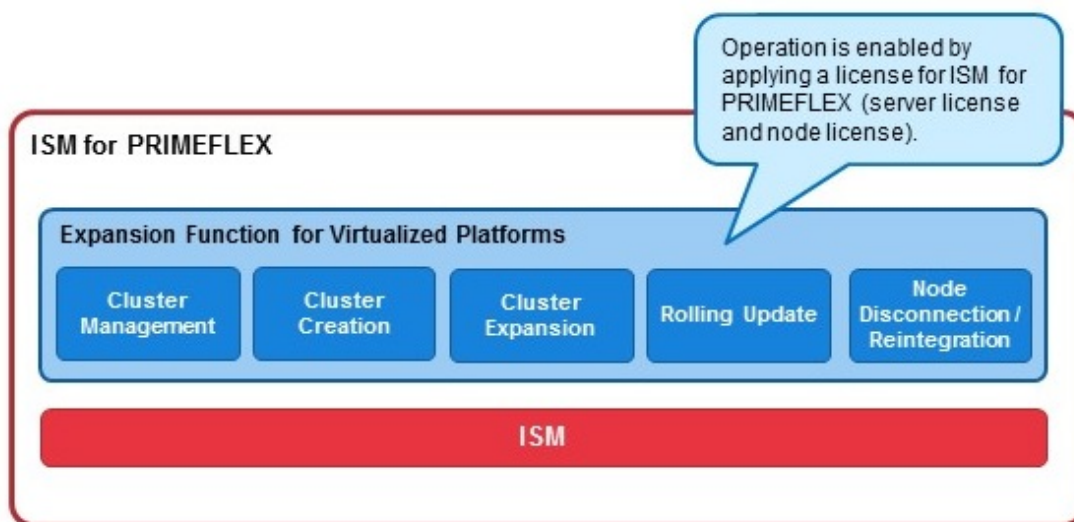 Operation is enabled by
applying a license for ISM for
PRIMEFLEX (server license
and node license).
ISM for PRIMEFLEX
Expansion Function for Virtualized Platforms
Cluster
Management
Cluster
Creation
Cluster
Expansion
Rolling Update
Node
Disconnection /
Reintegration
ISM